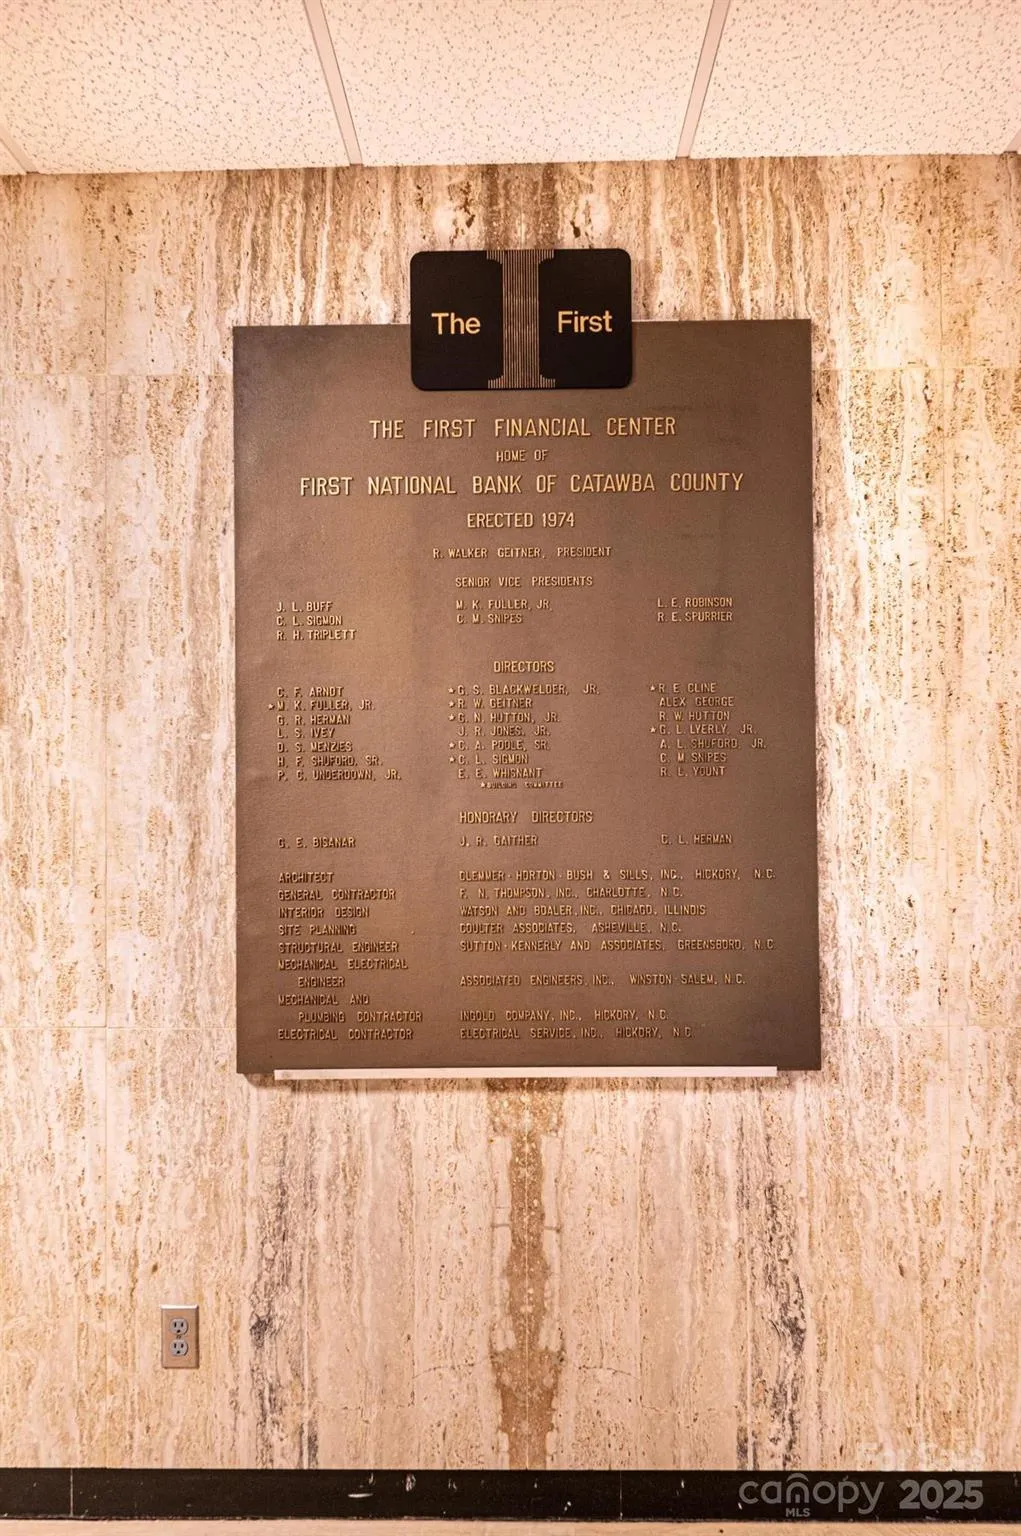 The First
THE FIRST FINANCIAL CENTER
HOME OF
FIRST NATIONAL BANK OF CATAWBA COUNTY
ERECTED 1974
R. WALKER GEITNER, PRESIDENT
SENIOR VICE PRESIDENTS
J. L. BUFF M. K. FULLER, JR. L. E. ROBINSON
C. L. SIGMON C. M. SNIPES R. E. SPURRIER
R. H. TRIPLETT
DIRECTORS
C. F. ARNDT ★G. S. BLACKWELDER, JR. ★R. E. CLINE
★M. K. FULLER, JR. ★R. W. GEITNER ALEX GEORGE
G. R. HERMAN ★G. N. HUTTON, JR. R. W. HUTTON
L. S. IVEY J. R. JONES, JR. ★G. L. LYERLY, JR.
D. S. MENZIES ★C. A. POOLE, SR. A. L. SHUFORD, JR.
H. F. SHUFORD, SR. ★C. L. SIGMON C. M. SNIPES
P. C. UNDERDOWN, JR. E. E. WHISNANT R. L. YOUNT
★BUILDING COMMITTEE
HONORARY DIRECTORS
G. E. BISANAR J. R. GAITHER C. L. HERMAN
ARCHITECT CLEMMER·HORTON·BUSH & SILLS, INC., HICKORY, N.C.
GENERAL CONTRACTOR F. N. THOMPSON, INC., CHARLOTTE, N.C.
INTERIOR DESIGN WATSON AND BOALER, INC., CHICAGO, ILLINOIS
SITE PLANNING COULTER ASSOCIATES, ASHEVILLE, N.C.
STRUCTURAL ENGINEER SUTTON·KENNERLY AND ASSOCIATES, GREENSBORO, N.C.
MECHANICAL ELECTRICAL
ENGINEER ASSOCIATED ENGINEERS, INC., WINSTON-SALEM, N.C.
MECHANICAL AND
PLUMBING CONTRACTOR INGOLD COMPANY, INC., HICKORY, N.C.
ELECTRICAL CONTRACTOR ELECTRICAL SERVICE, INC., HICKORY, N.C.
For Sale
canopy 2025
MLS